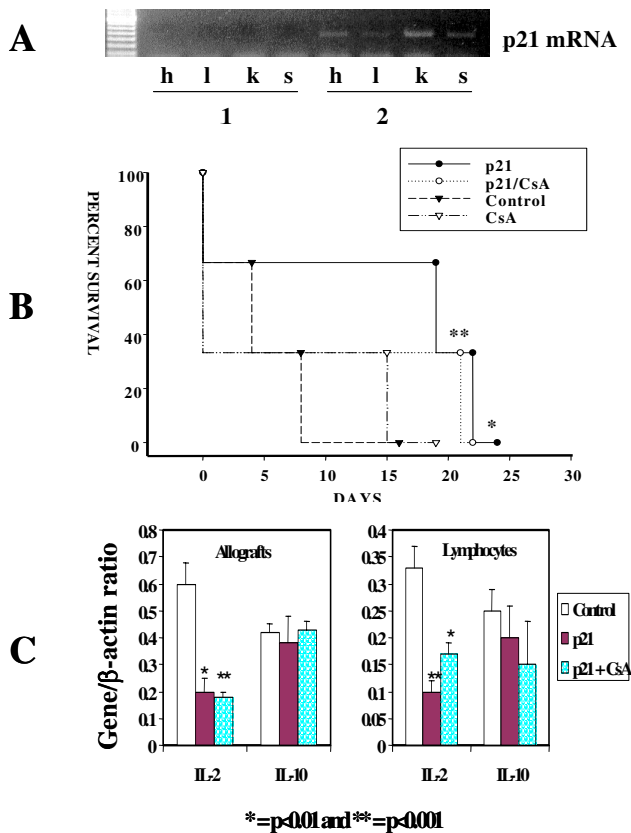 A
p21 mRNA
h l k s h l k s
1 2
B
PERCENT SURVIVAL
100
80
60
40
20
0
p21
p21/CsA
Control
CsA
**
*
0 5 10 15 20 25 30
DAYS
C
Gene/β-actin ratio
Allografts
0.8
0.7
0.6
0.5
0.4
0.3
0.2
0.1
0
* **
IL-2 IL-10
Lymphocytes
0.4
0.35
0.3
0.25
0.2
0.15
0.1
0.05
0
** *
IL-2 IL-10
Control
p21
p21 + CsA
*=p<0.01 and **=p<0.001